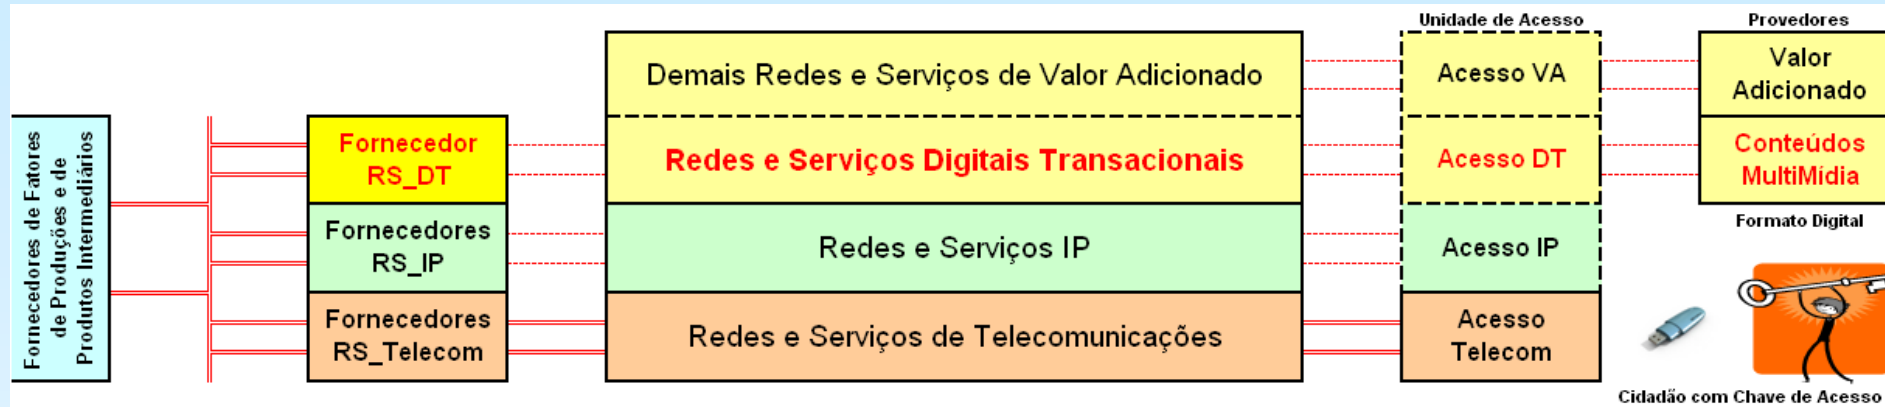 Unidade de Acesso
Provedores
Fornecedores de Fatores
de Produções e de
Produtos Intermediários
Fornecedor
RS_DT
Fornecedores
RS_IP
Fornecedores
RS_Telecom
Demais Redes e Serviços de Valor Adicionado
Redes e Serviços Digitais Transacionais
Redes e Serviços IP
Redes e Serviços de Telecomunicações
Acesso VA
Acesso DT
Acesso IP
Acesso
Telecom
Valor
Adicionado
Conteúdos
MultiMídia
Formato Digital
Cidadão com Chave de Acesso